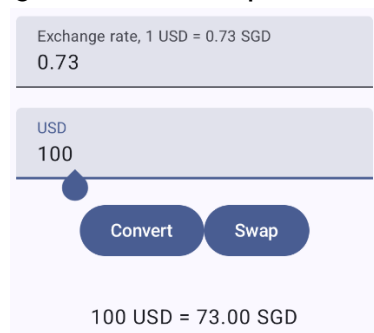 Exchange rate, 1 USD = 0.73 SGD
0.73
USD
100
Convert Swap
100 USD = 73.00 SGD